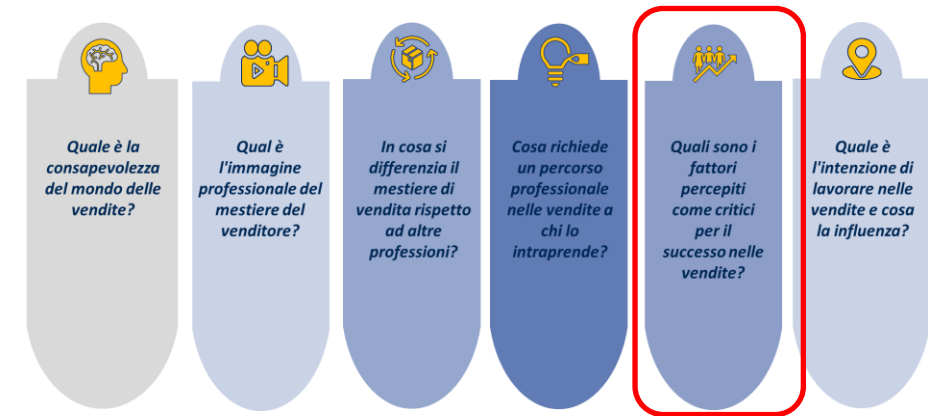 Quale è la
consapevolezza
del mondo delle
vendite?
Qual è
l'immagine
professionale del
mestiere del
venditore?
In cosa si
differenzia il
mestiere di
vendita rispetto
ad altre
professioni?
Cosa richiede
un percorso
professionale
nelle vendite a
chi lo
intraprende?
Quali sono i
fattori
percepiti
come critici
per il
successo nelle
vendite?
Quale è
l'intenzione di
lavorare nelle
vendite e cosa
la influenza?